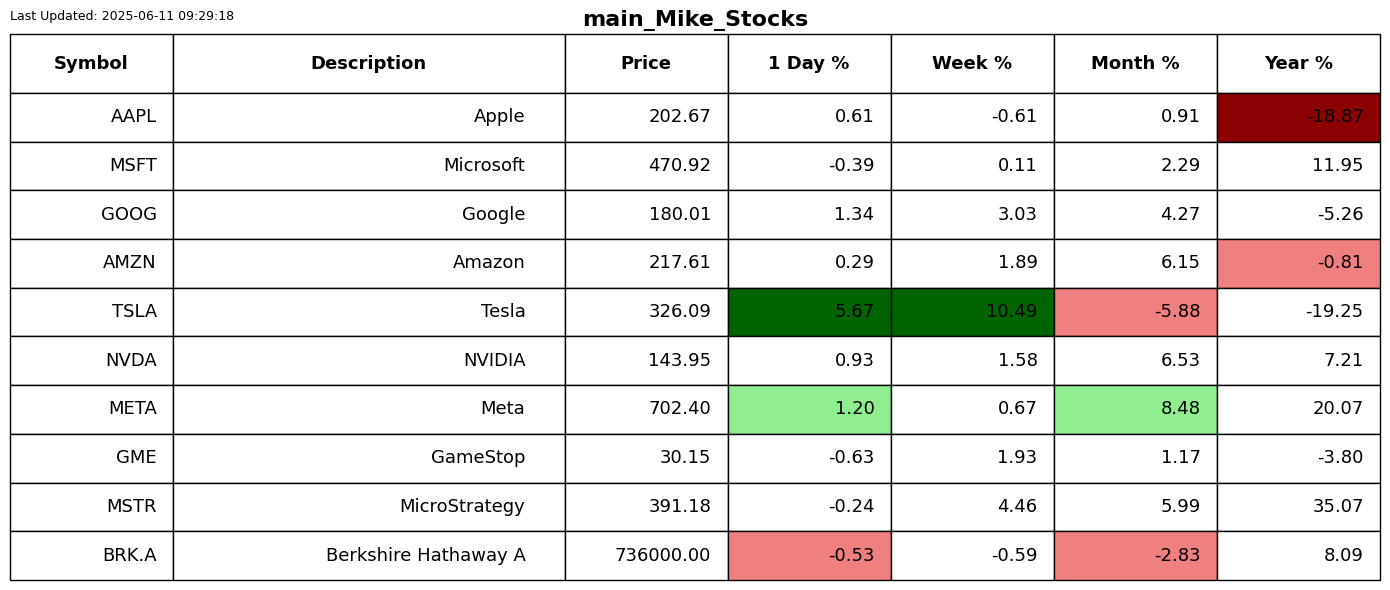 Last Updated: 2025-06-11 09:29:18
main_Mike_Stocks
Symbol Description Price 1 Day % Week % Month % Year %
AAPL Apple 202.67 0.61 -0.61 0.91 -18.87
MSFT Microsoft 470.92 -0.39 0.11 2.29 11.95
GOOG Google 180.01 1.34 3.03 4.27 -5.26
AMZN Amazon 217.61 0.29 1.89 6.15 -0.81
TSLA Tesla 326.09 5.67 10.49 -5.88 -19.25
NVDA NVIDIA 143.95 0.93 1.58 6.53 7.21
META Meta 702.40 1.20 0.67 8.48 20.07
GME GameStop 30.15 -0.63 1.93 1.17 -3.80
MSTR MicroStrategy 391.18 -0.24 4.46 5.99 35.07
BRK.A Berkshire Hathaway A 736000.00 -0.53 -0.59 -2.83 8.09